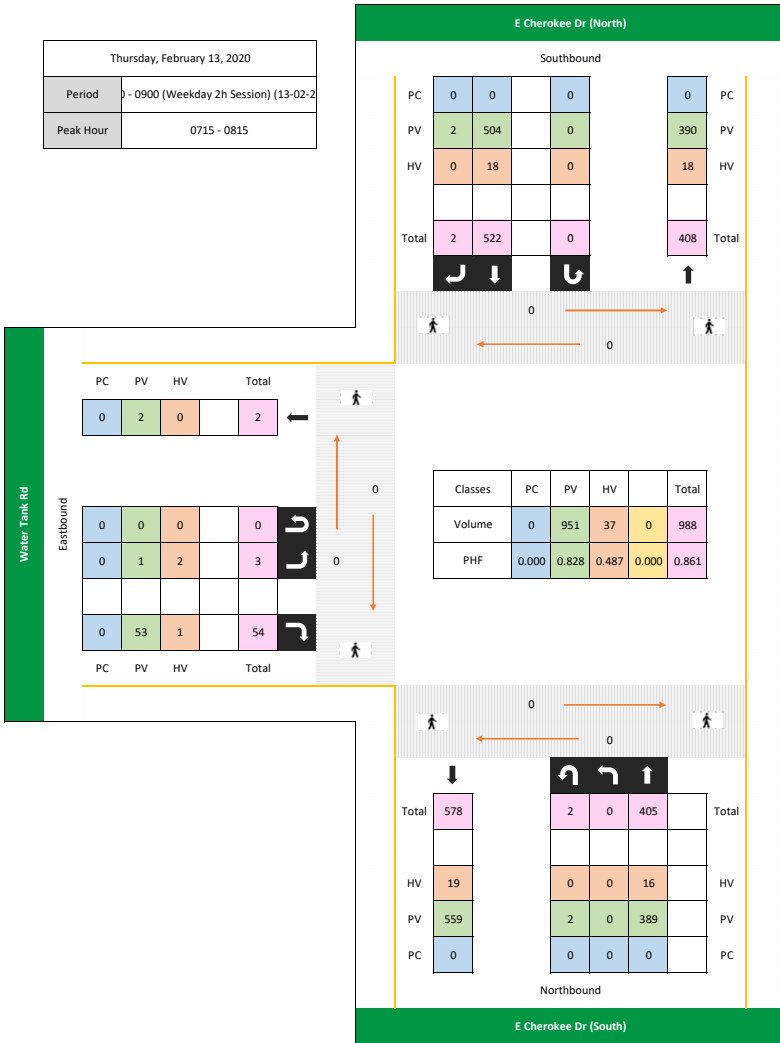 E Cherokee Dr (North)
Thursday, February 13, 2020
Period 0 - 0900 (Weekday 2h Session) (13-02-2
Peak Hour 0715 - 0815
Southbound
PC 0 0 0 0 PC
PV 2 504 0 390 PV
HV 0 18 0 18 HV
Total 2 522 0 408 Total
0
0
PC PV HV Total
0 2 0 2
Water Tank Rd
Eastbound
0 0 0 0
0 1 2 3
0 53 1 54
PC PV HV Total
0
0
Classes PC PV HV Total
Volume 0 951 37 0 988
PHF 0.000 0.828 0.487 0.000 0.861
0
0
Total 578 2 0 405 Total
HV 19 0 0 16 HV
PV 559 2 0 389 PV
PC 0 0 0 0 PC
Northbound
E Cherokee Dr (South)